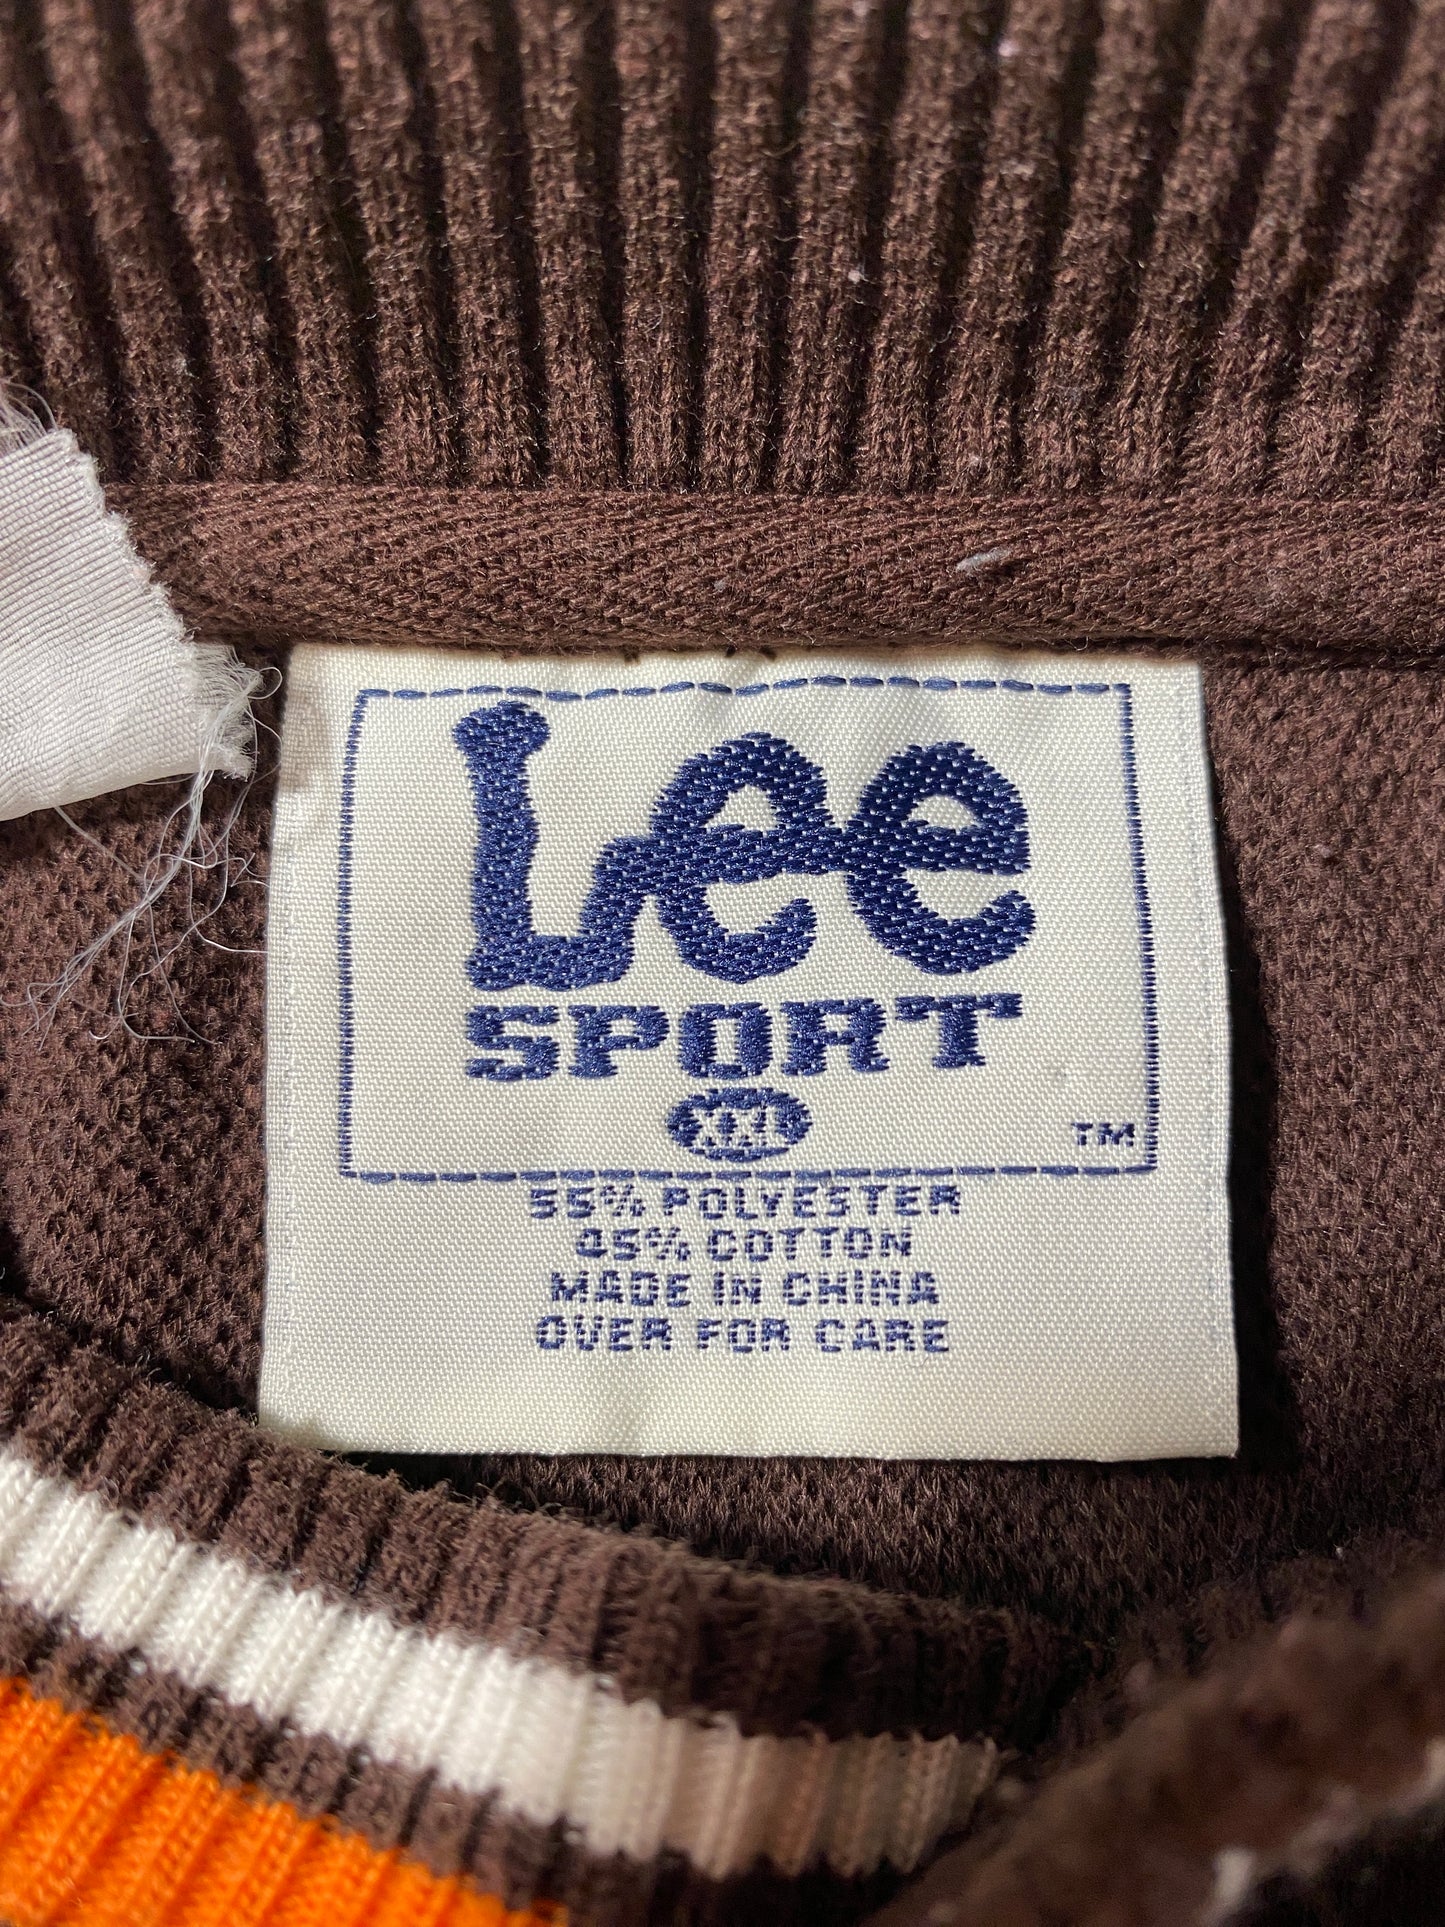 Lee
SPORT
XXL
TM
55% POLYESTER
45% COTTON
MADE IN CHINA
OVER FOR CARE